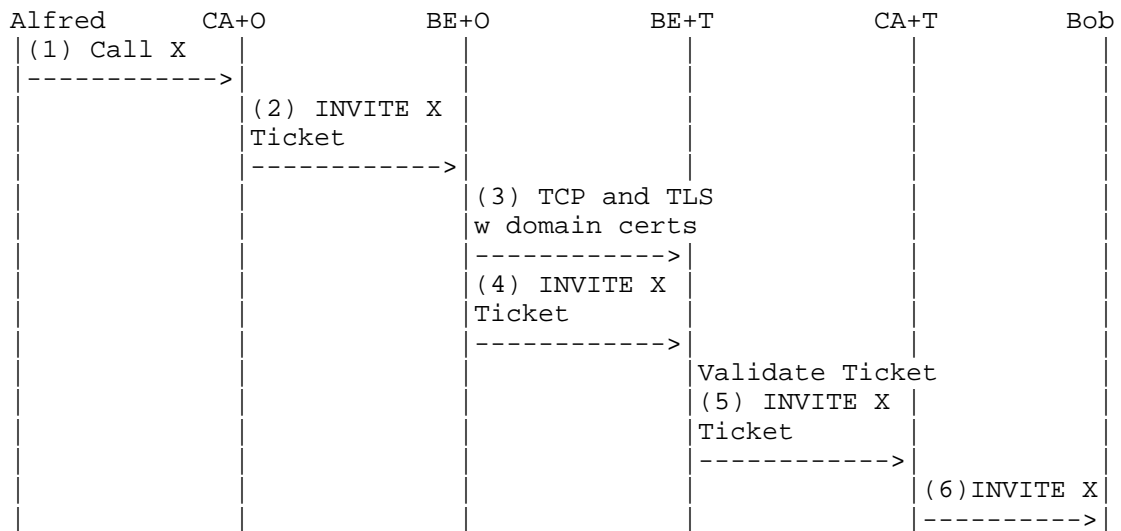 Alfred CA+O BE+O BE+T CA+T Bob
(1) Call X
(2) INVITE X
Ticket
(3) TCP and TLS
w domain certs
(4) INVITE X
Ticket
Validate Ticket
(5) INVITE X
Ticket
(6)INVITE X